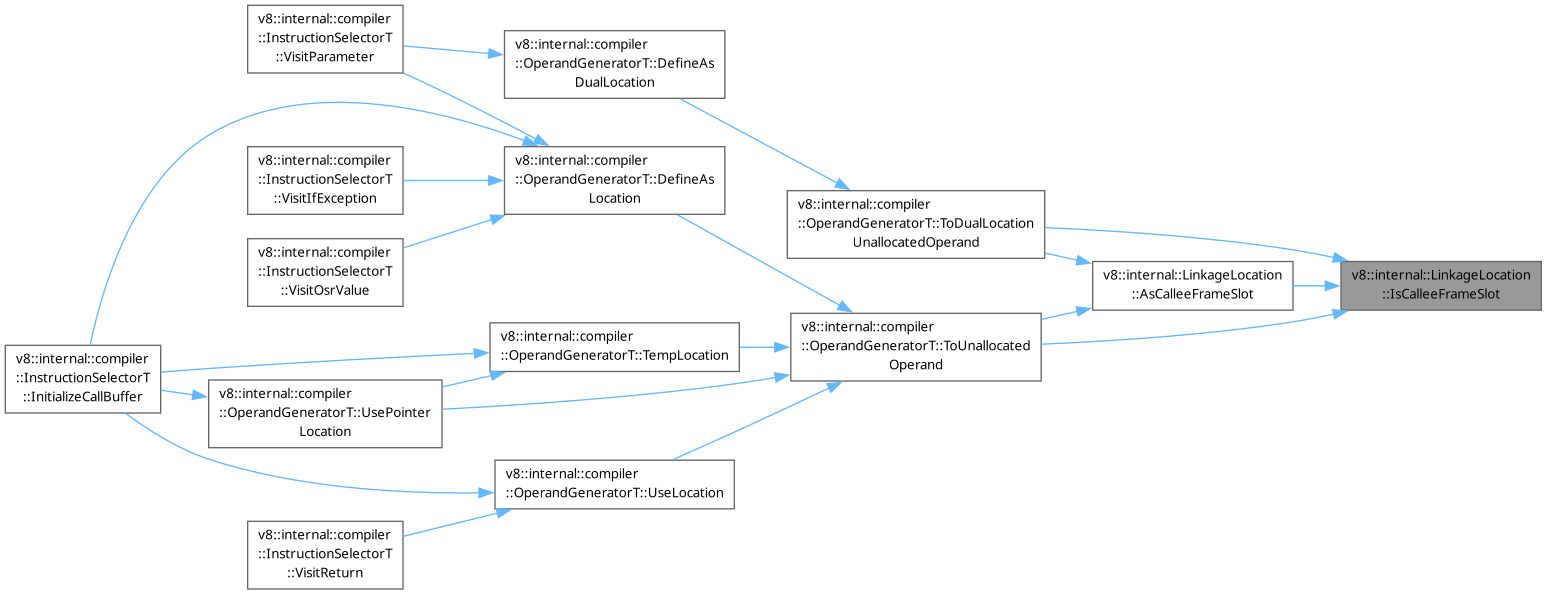 v8::internal::compiler
::InstructionSelectorT
::VisitParameter
v8::internal::compiler
::OperandGeneratorT::DefineAs
DualLocation
v8::internal::compiler
::InstructionSelectorT
::VisitIfException
v8::internal::compiler
::OperandGeneratorT::DefineAs
Location
v8::internal::compiler
::OperandGeneratorT::ToDualLocation
UnallocatedOperand
v8::internal::compiler
::InstructionSelectorT
::VisitOsrValue
v8::internal::LinkageLocation
::AsCalleeFrameSlot
v8::internal::LinkageLocation
::IsCalleeFrameSlot
v8::internal::compiler
::OperandGeneratorT::ToUnallocated
Operand
v8::internal::compiler
::OperandGeneratorT::TempLocation
v8::internal::compiler
::InstructionSelectorT
::InitializeCallBuffer
v8::internal::compiler
::OperandGeneratorT::UsePointer
Location
v8::internal::compiler
::OperandGeneratorT::UseLocation
v8::internal::compiler
::InstructionSelectorT
::VisitReturn